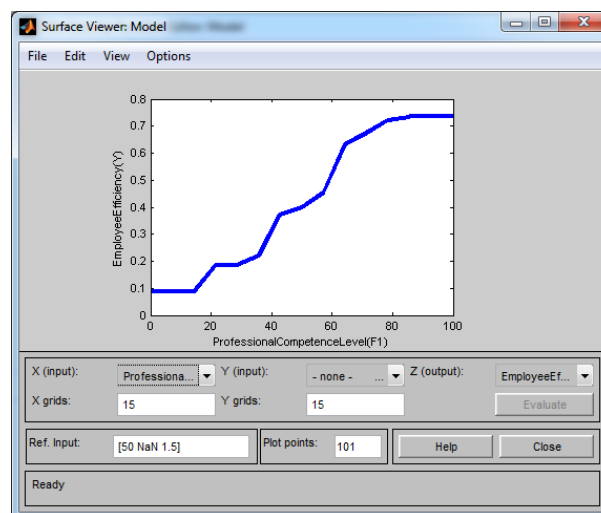 Surface Viewer: Model
File Edit View Options
0.8
0.7
0.6
0.5
0.4
0.3
0.2
0.1
0
EmployeeEfficiency(Y)
0 20 40 60 80 100
ProfessionalCompetenceLevel(F1)
X (input): Professiona... Y (input): - none - ... Z (output): EmployeeEf...
X grids: 15 Y grids: 15 Evaluate
Ref. Input: [50 NaN 1.5] Plot points: 101 Help Close
Ready